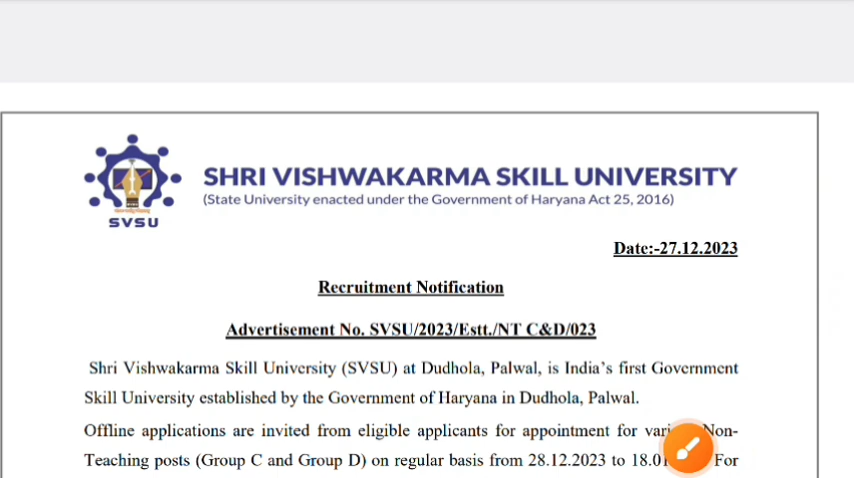 SHRI VISHWAKARMA SKILL UNIVERSITY
(State University enacted under the Government of Haryana Act 25, 2016)
SVSU
Date:-27.12.2023
Recruitment Notification
Advertisement No. SVSU/2023/Estt./NT C&D/023
Shri Vishwakarma Skill University (SVSU) at Dudhola, Palwal, is India's first Government
Skill University established by the Government of Haryana in Dudhola, Palwal.
Offline applications are invited from eligible applicants for appointment for Non-
Teaching posts (Group C and Group D) on regular basis from 28.12.2023 to For